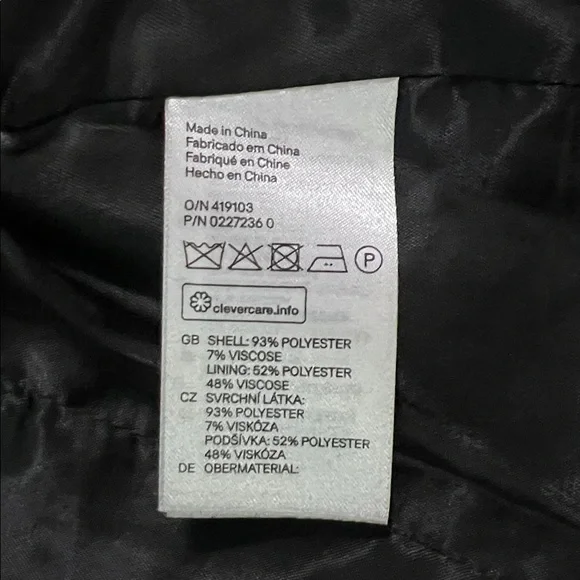 Made in China
Fabricado em China
Fabriqué en Chine
Hecho en China
O/N 419103
P/N 0227236 0
P
clevercare.info
GB SHELL: 93% POLYESTER
7% VISCOSE
LINING: 52% POLYESTER
48% VISCOSE
CZ SVRCHNÍ LÁTKA:
93% POLYESTER
7% VISKÓZA
PODŠÍVKA: 52% POLYESTER
48% VISKÓZA
DE OBERMATERIAL: